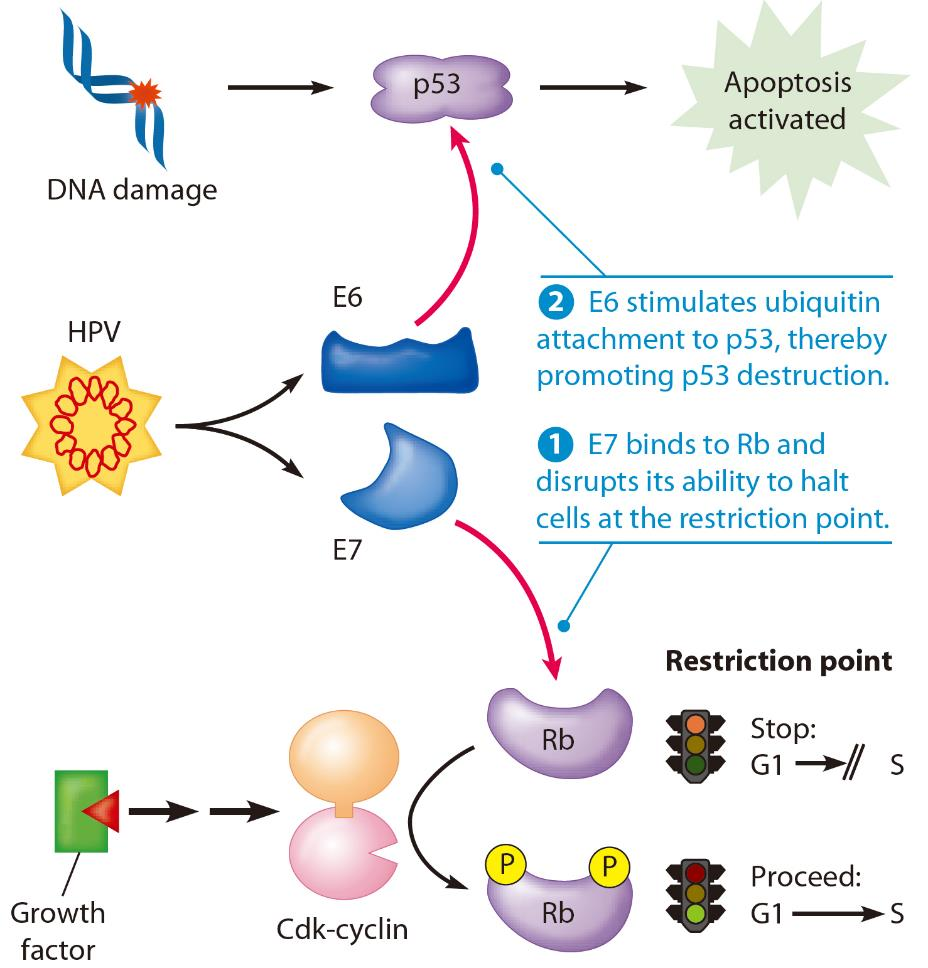 p53
Apoptosis
activated
DNA damage
E6
2 E6 stimulates ubiquitin
attachment to p53, thereby
promoting p53 destruction.
HPV
1 E7 binds to Rb and
disrupts its ability to halt
cells at the restriction point.
E7
Restriction point
Rb
Stop:
G1 S
P P
Rb
Proceed:
G1 S
Growth
factor
Cdk-cyclin